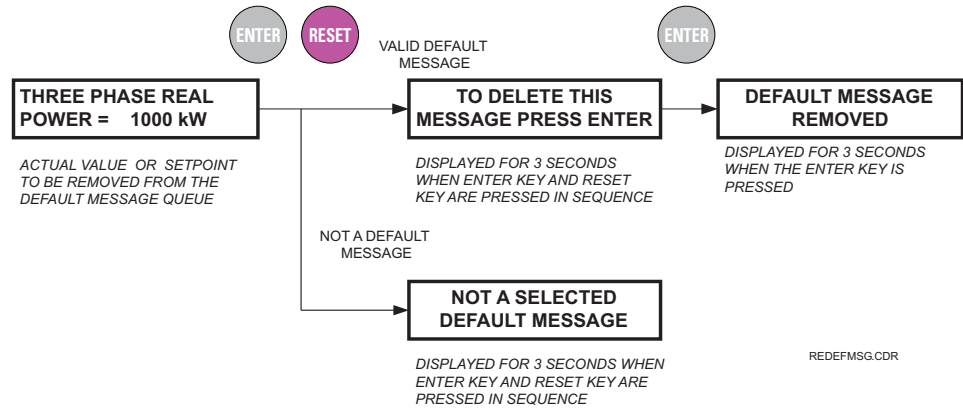 ENTER
RESET
ENTER
VALID DEFAULT
MESSAGE
THREE PHASE REAL
POWER = 1000 kW
TO DELETE THIS
MESSAGE PRESS ENTER
DEFAULT MESSAGE
REMOVED
ACTUAL VALUE OR SETPOINT
TO BE REMOVED FROM THE
DEFAULT MESSAGE QUEUE
DISPLAYED FOR 3 SECONDS
WHEN ENTER KEY AND RESET
KEY ARE PRESSED IN SEQUENCE
DISPLAYED FOR 3 SECONDS
WHEN THE ENTER KEY IS
PRESSED
NOT A DEFAULT
MESSAGE
NOT A SELECTED
DEFAULT MESSAGE
DISPLAYED FOR 3 SECONDS WHEN
ENTER KEY AND RESET KEY ARE
PRESSED IN SEQUENCE
REDEFMSG.CDR